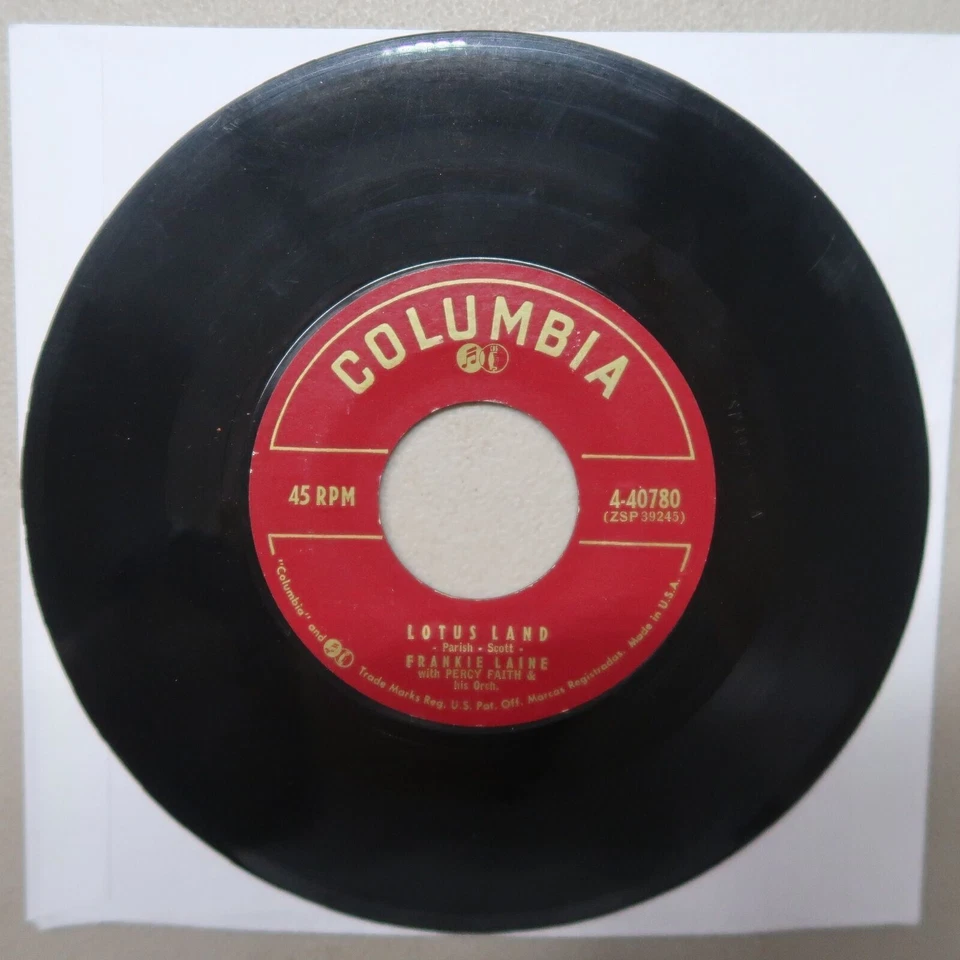 COLUMBIA
45 RPM
4-40780
(ZSP 39245)
LOTUS LAND
- Parish - Scott -
FRANKIE LAINE
with PERCY FAITH &
his Orch.
"Columbia" and Trade Marks Reg. U.S. Pat. Off. Marcas Registradas. Made in U.S.A.